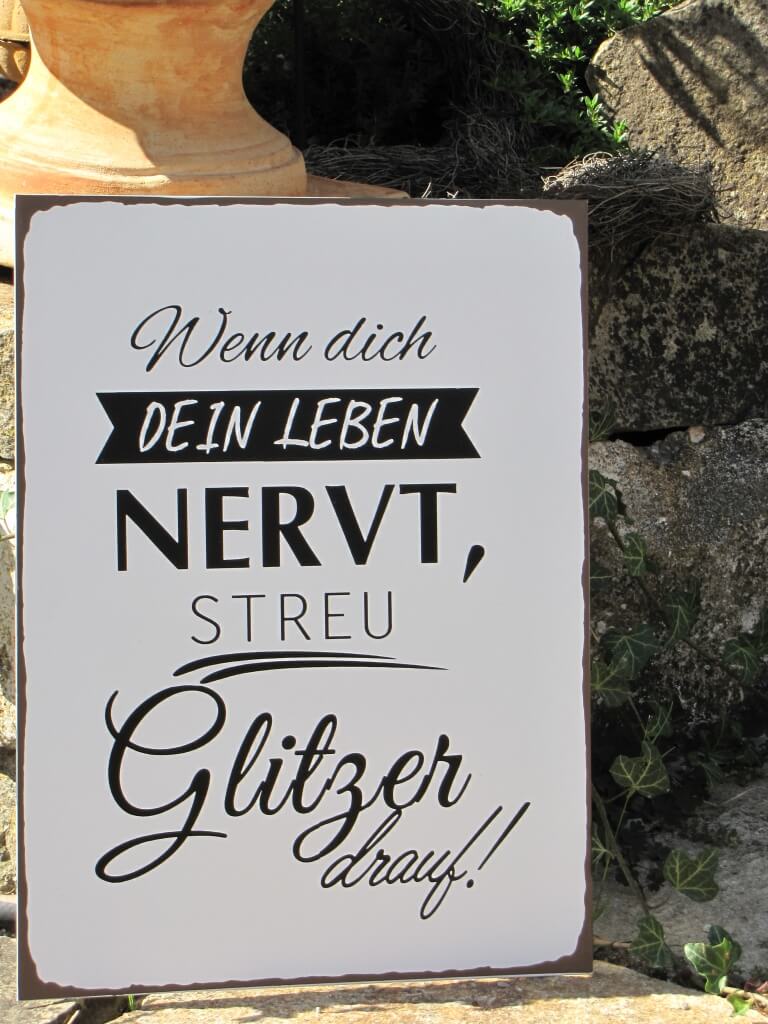 Wenn dich
DEIN LEBEN
NERVT,
STREU
Glitzer
drauf!